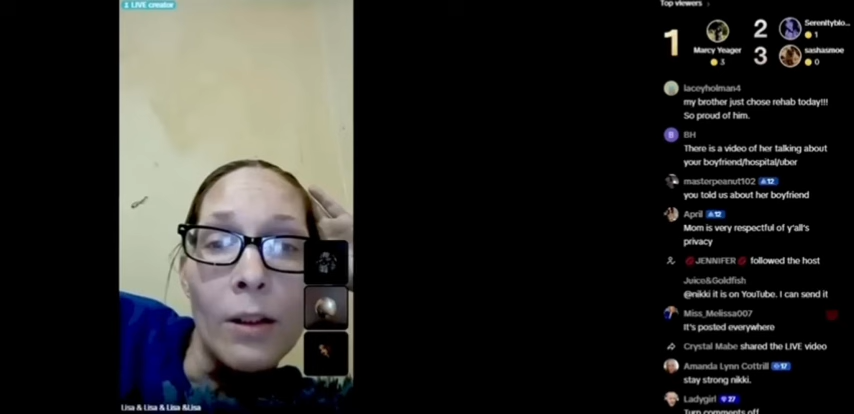 LIVE creator
Top viewers
1
Marcy Yeager
3
2
Serenityblo...
1
3
sashasmoe
0
laceyholman4
my brother just chose rehab today!!!
So proud of him.
B
BH
There is a video of her talking about
your boyfriend/hospital/uber
masterpeanut102 12
you told us about her boyfriend
April 12
Mom is very respectful of y'all's
privacy
JENNIFER followed the host
Juice&Goldfish
@nikki it is on YouTube. I can send it
Miss_Melissa007
It's posted everywhere
Crystal Mabe shared the LIVE video
Amanda Lynn Cottrill 17
stay strong nikki.
Ladygirl 27
Turn comments off
Lisa & Lisa & Lisa &Lisa